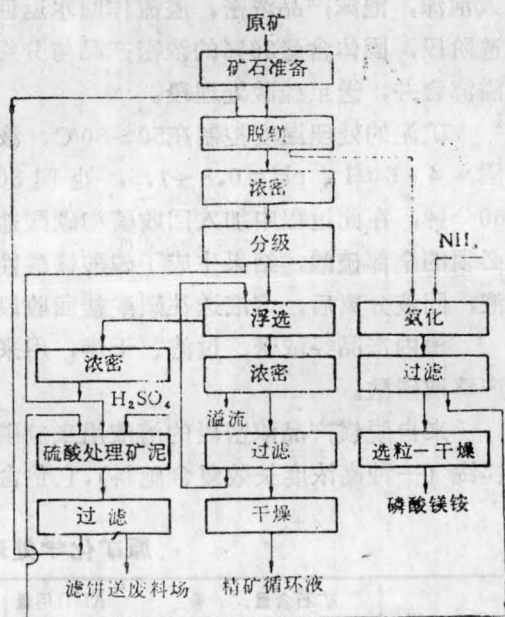 原矿
矿石准备
脱镁
浓密
分级
NH₃
浮选
氨化
浓密
浓密
过滤
H₂SO₄
溢流
硫酸处理矿泥
过滤
造粒一干燥
过滤
干燥
磷酸镁铵
滤饼送废料场
精矿循环液